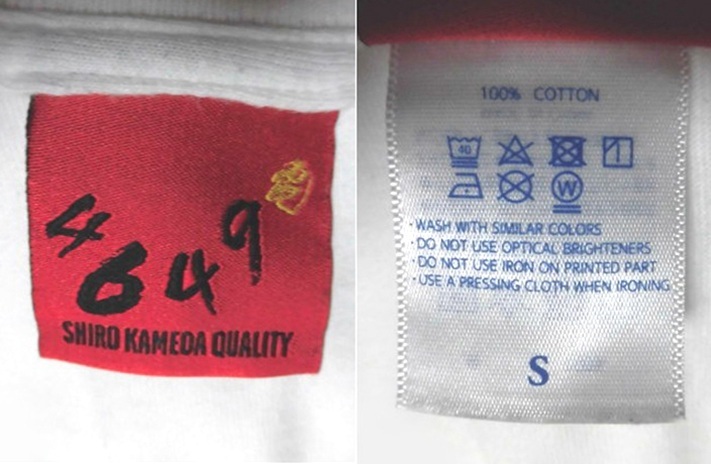 4649
SHIRO KAMEDA QUALITY
100% COTTON
40
W
·WASH WITH SIMILAR COLORS
·DO NOT USE OPTICAL BRIGHTENERS
·DO NOT USE IRON ON PRINTED PART
·USE A PRESSING CLOTH WHEN IRONING
S